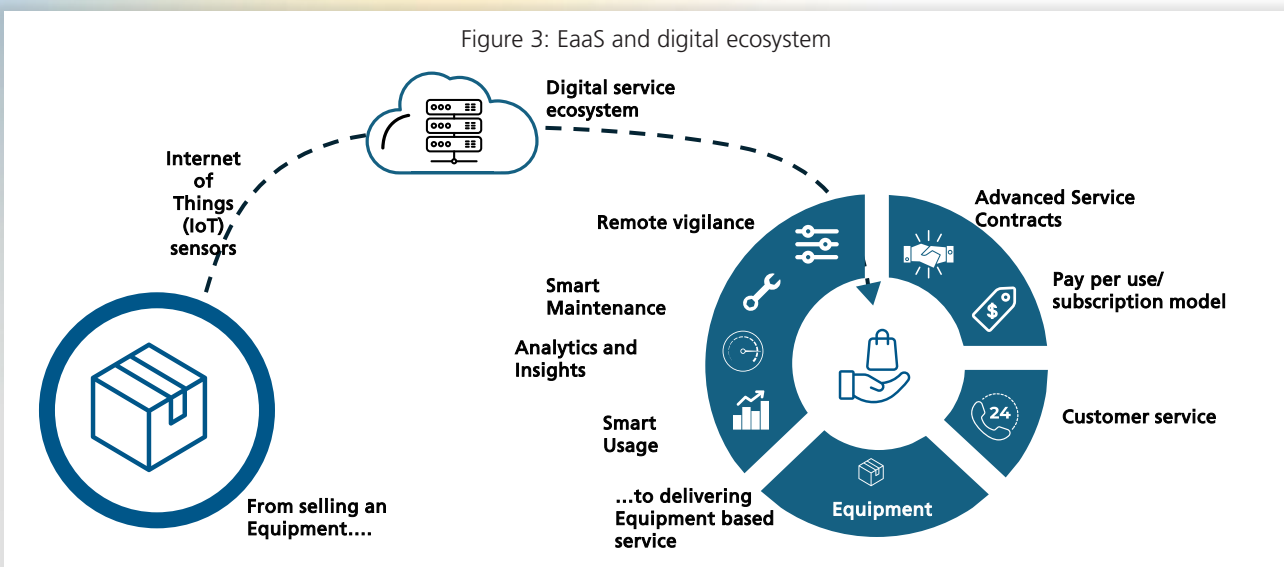 Figure 3: EaaS and digital ecosystem
Digital service
ecosystem
Internet
of
Things
(IoT)
sensors
Remote vigilance
Advanced Service
Contracts
Smart
Maintenance
Pay per use/
subscription model
$
Analytics and
Insights
Smart
Usage
24
Customer service
From selling an
Equipment....
...to delivering
Equipment based
service
Equipment